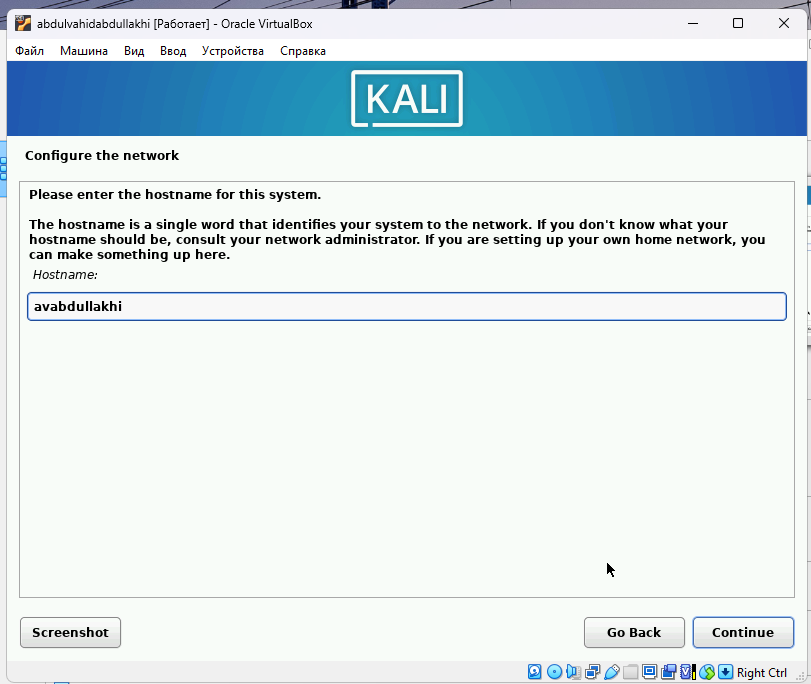 abdulvahidabdullakhi [Работает] - Oracle VirtualBox
Файл Машина Вид Ввод Устройства Справка
KALI
Configure the network
Please enter the hostname for this system.
The hostname is a single word that identifies your system to the network. If you don't know what your
hostname should be, consult your network administrator. If you are setting up your own home network, you
can make something up here.
Hostname:
avabdullakhi
Screenshot Go Back Continue
Right Ctrl